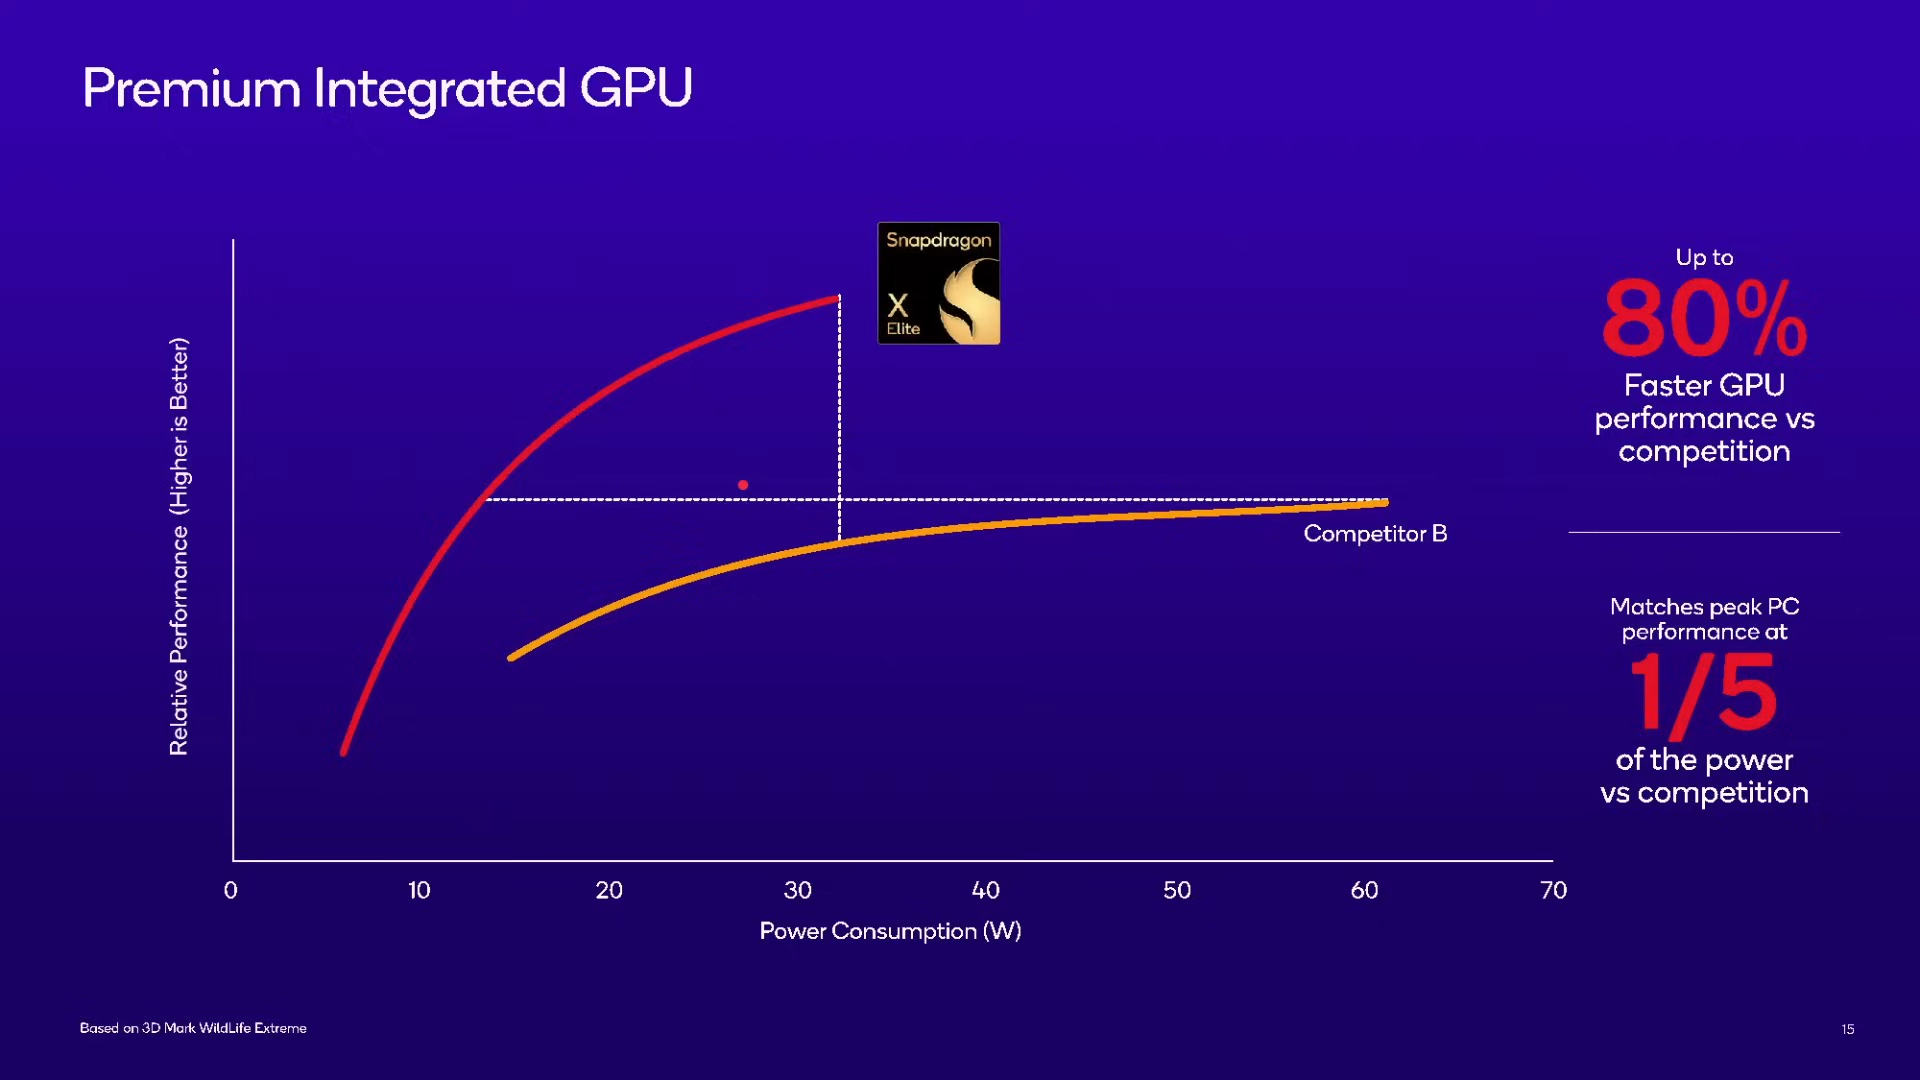 Premium Integrated GPU
Snapdragon
X
Elite
Up to
80%
Faster GPU
performance vs
competition
Relative Performance (Higher is Better)
Competitor B
Matches peak PC
performance at
1/5
of the power
vs competition
0 10 20 30 40 50 60 70
Power Consumption (W)
Based on 3D Mark WildLife Extreme
15